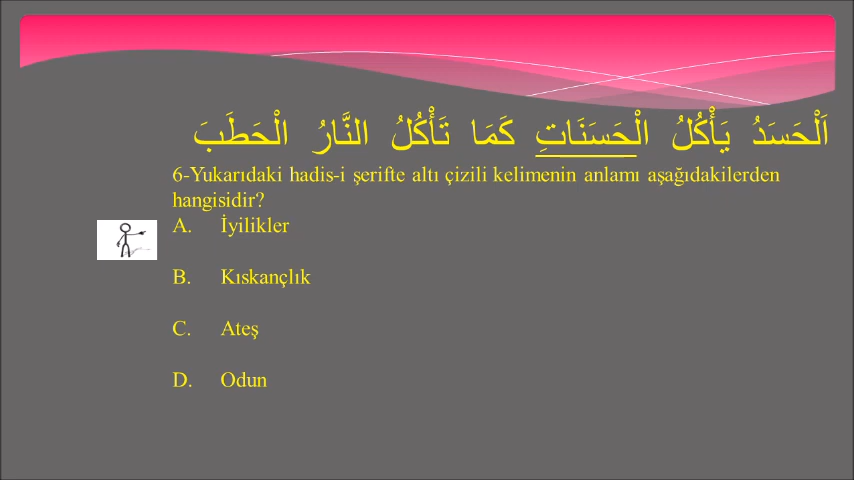 اَلْحَسَدُ يَأْكُلُ الْحَسَنَاتِ كَمَا تَأْكُلُ النَّارُ الْحَطَبَ
6-Yukarıdaki hadis-i şerifte altı çizili kelimenin anlamı aşağıdakilerden
hangisidir?
A. İyilikler
B. Kıskançlık
C. Ateş
D. Odun